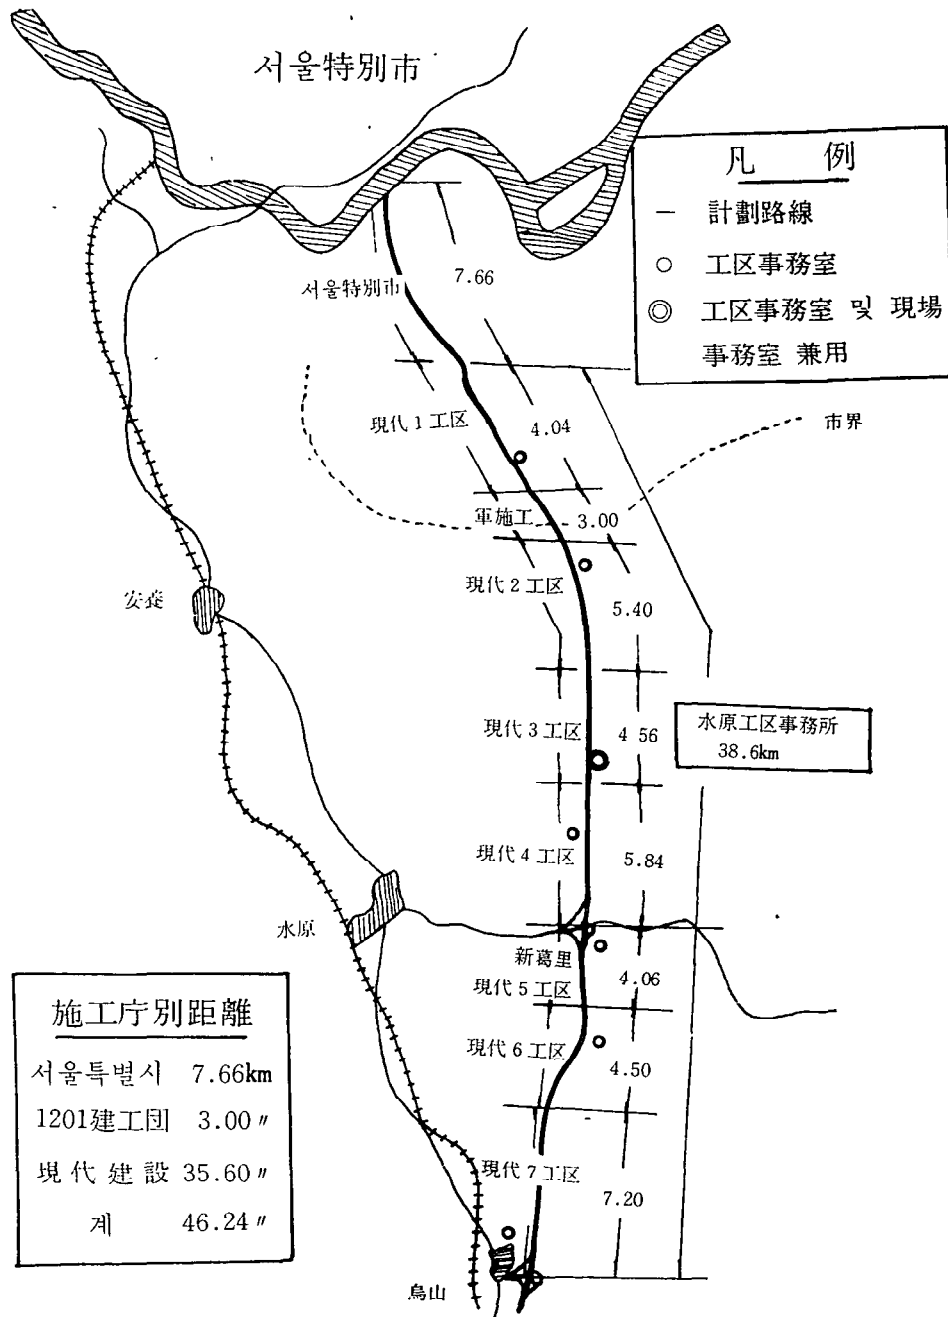 서울特別市
凡 例
計劃路線
工区事務室
工区事務室 및 現場
事務室 兼用
7.66
서울特別市
現代1工区
4.04
市界
軍施工
3.00
現代2工区
安養
5.40
現代3工区
4 56
水原工区事務所
38.6km
現代4工区
5.84
水原
新葛里
現代5工区
4.06
現代6工区
4.50
現代7工区
7.20
烏山
施工庁別距離
서울특별시 7.66km
1201建工団 3.00〃
現代建設 35.60〃
계 46.24〃